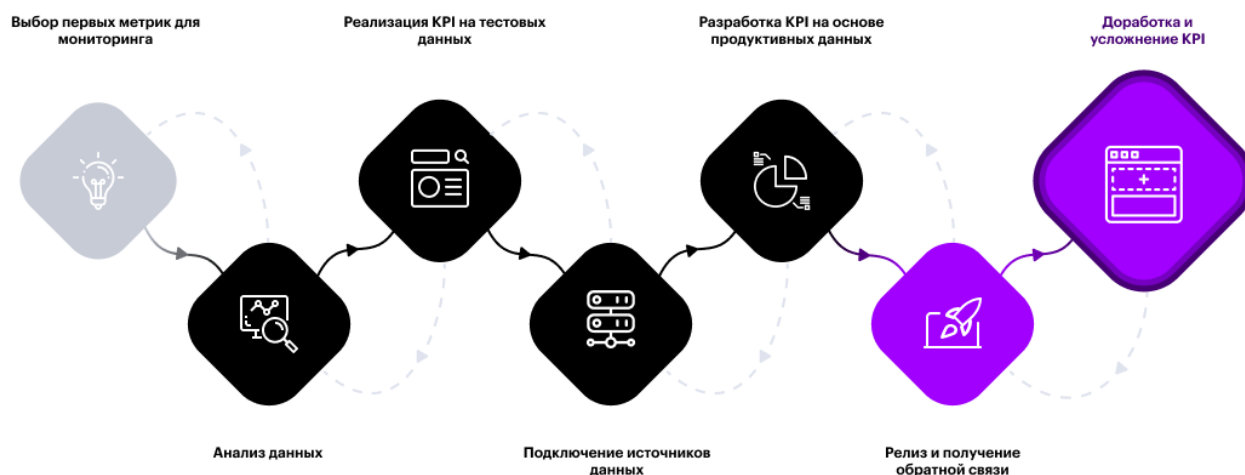 Выбор первых метрик для
мониторинга
Реализация KPI на тестовых
данных
Разработка KPI на основе
продуктивных данных
Доработка и
усложнение KPI
Анализ данных
Подключение источников
данных
Релиз и получение
обратной связи